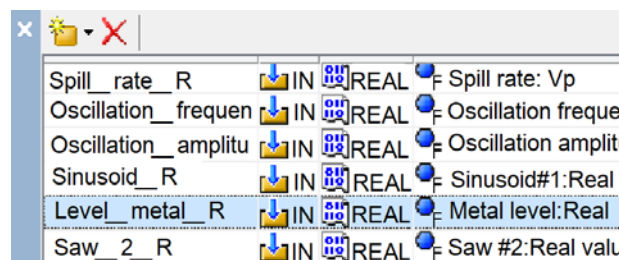 Spill__rate__R IN REAL F Spill rate: Vp
Oscillation__frequen IN REAL F Oscillation freque
Oscillation__amplitu IN REAL F Oscillation amplit
Sinusoid__R IN REAL F Sinusoid#1:Real
Level__metal__R IN REAL F Metal level:Real
Saw__2__R IN REAL F Saw #2:Real valu